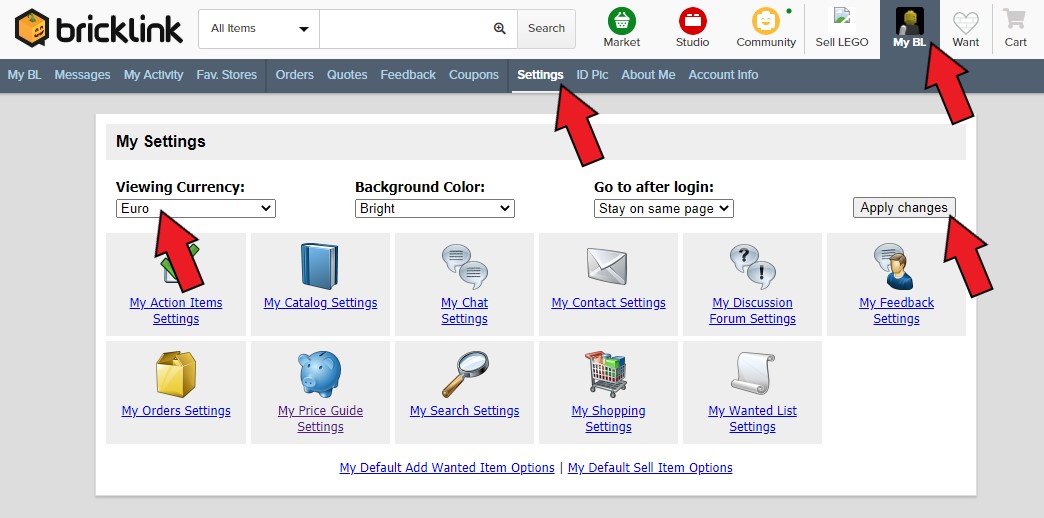 bricklink
All Items
Search
Market
Studio
Community
Sell LEGO
My BL
Want
Cart
My BL Messages My Activity Fav. Stores Orders Quotes Feedback Coupons Settings ID Pic About Me Account Info
My Settings
Viewing Currency: Background Color: Go to after login:
Euro Bright Stay on same page Apply changes
My Action Items
Settings
My Catalog Settings
My Chat
Settings
My Contact Settings
My Discussion
Forum Settings
My Feedback
Settings
My Orders Settings
My Price Guide
Settings
My Search Settings
My Shopping
Settings
My Wanted List
Settings
My Default Add Wanted Item Options | My Default Sell Item Options